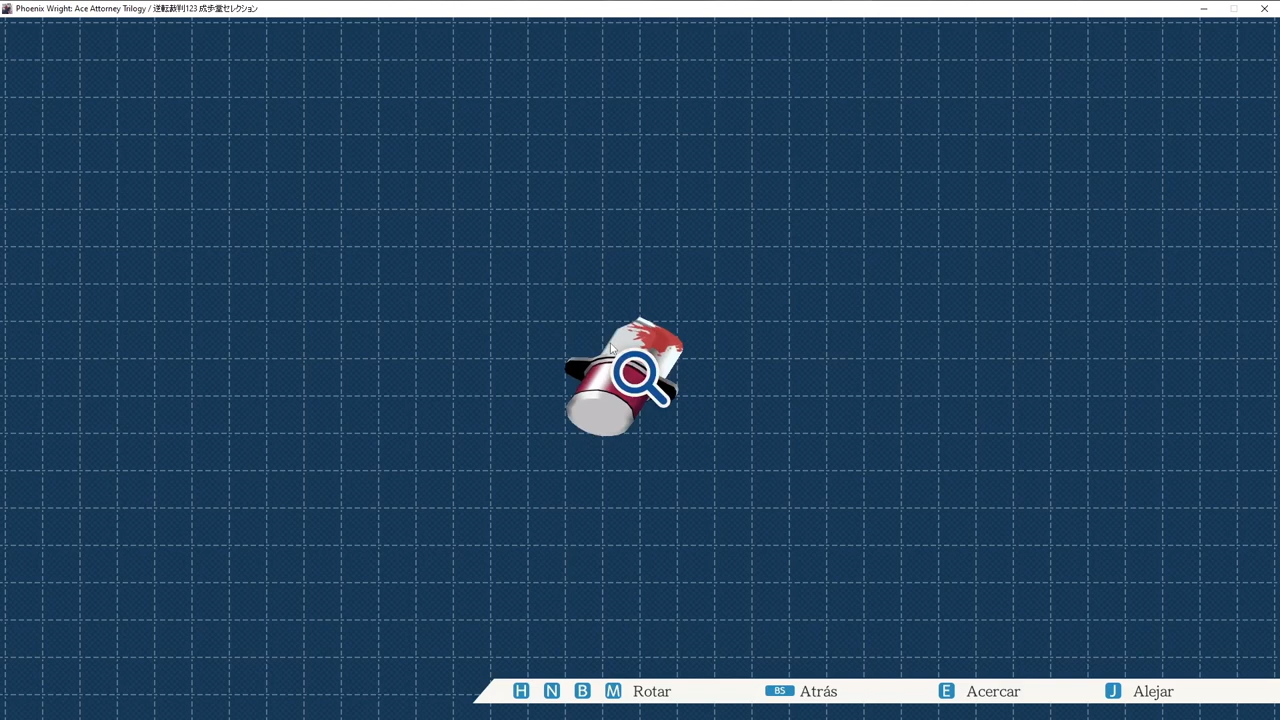 Phoenix Wright: Ace Attorney Trilogy / 逆転裁判123 成歩堂セレクション
H N B M Rotar BS Atrás E Acercar J Alejar